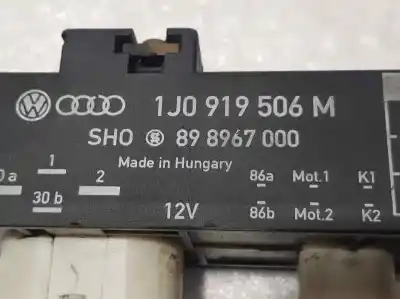 1J0 919 506 M
SHO 89 8967 000
Made in Hungary
0a 1 2 86a Mot.1 K1
30 b 86b Mot.2 K2
12V